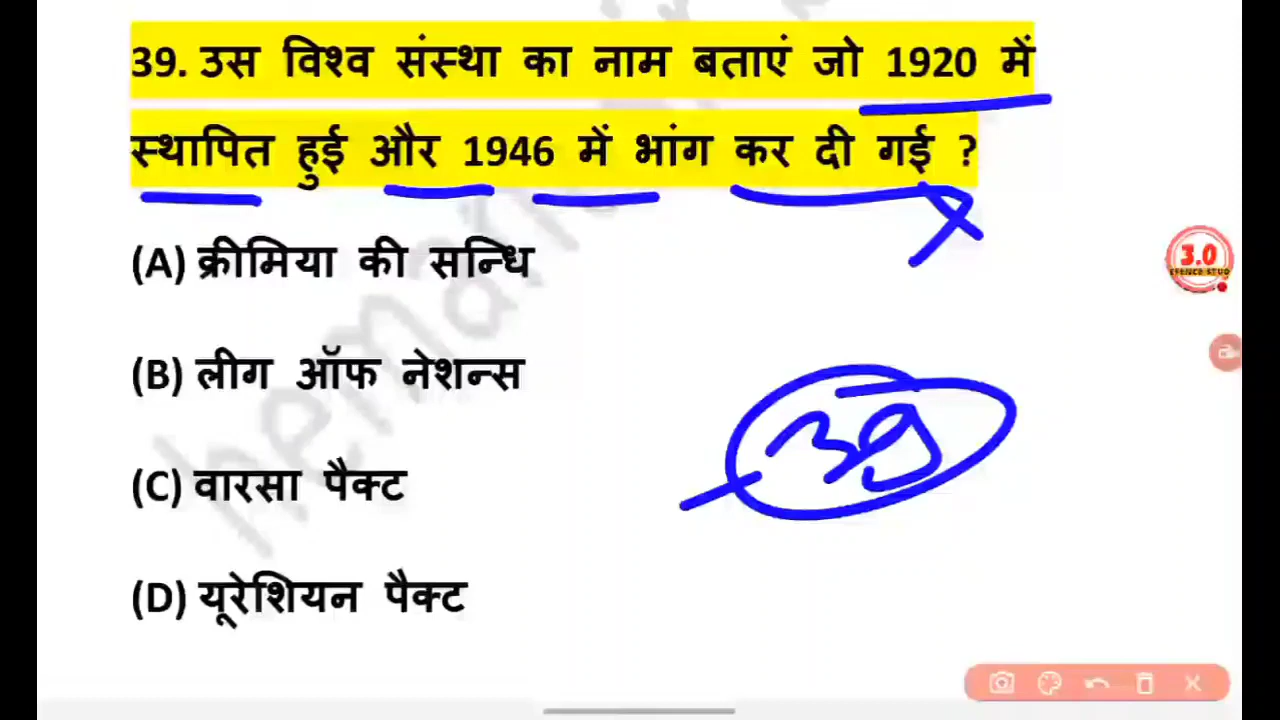 39. उस विश्व संस्था का नाम बताएं जो 1920 में
स्थापित हुई और 1946 में भांग कर दी गई ?
(A) क्रीमिया की सन्धि
3.0
(B) लीग ऑफ नेशन्स
39
(C) वारसा पैक्ट
(D) यूरेशियन पैक्ट